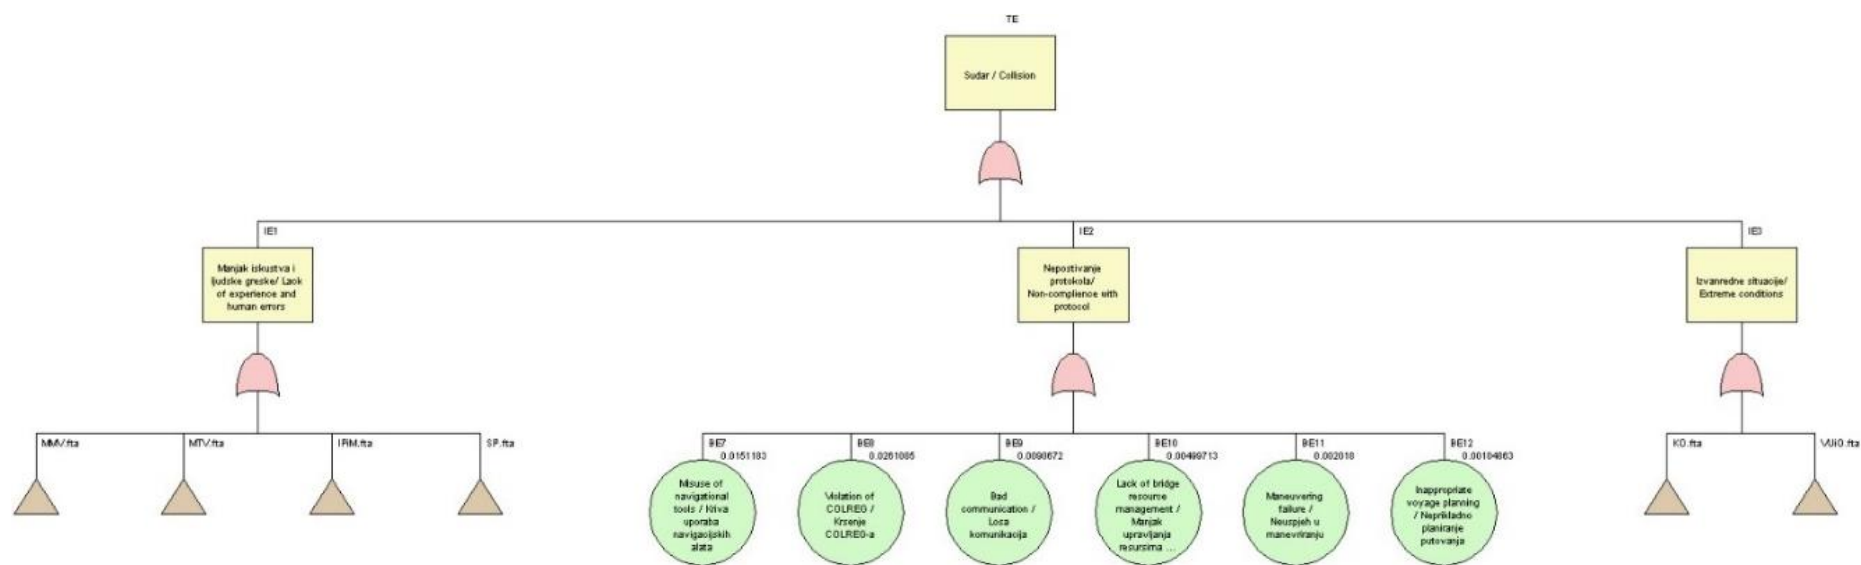 TE
Sudar / Collision
IE1
IE2
IE3
Manjak iskustva i
ljudske greske/ Lack
of experience and
human errors
Nepostivanje
protokola/
Non-complience with
protocol
Izvanredne situacije/
Extreme conditions
MMV.fta
MTV.fta
IRiM.fta
SP.fta
BE7
0.0151183
BE8
0.0261085
BE9
0.0098672
BE10
0.00499713
BE11
0.002018
BE12
0.00184863
KO.fta
VUiO.fta
Misuse of
navigational
tools / Kriva
uporaba
navigacijskih
alata
Violation of
COLREG /
Krsenje
COLREG-a
Bad
communication /
Losa
komunikacija
Lack of bridge
resource
management /
Manjak
upravljanja
resursima ...
Maneuvering
failure /
Neuspjeh u
manevriranju
Inappropriate
voyage planning
/ Neprikladno
planiranje
putovanja